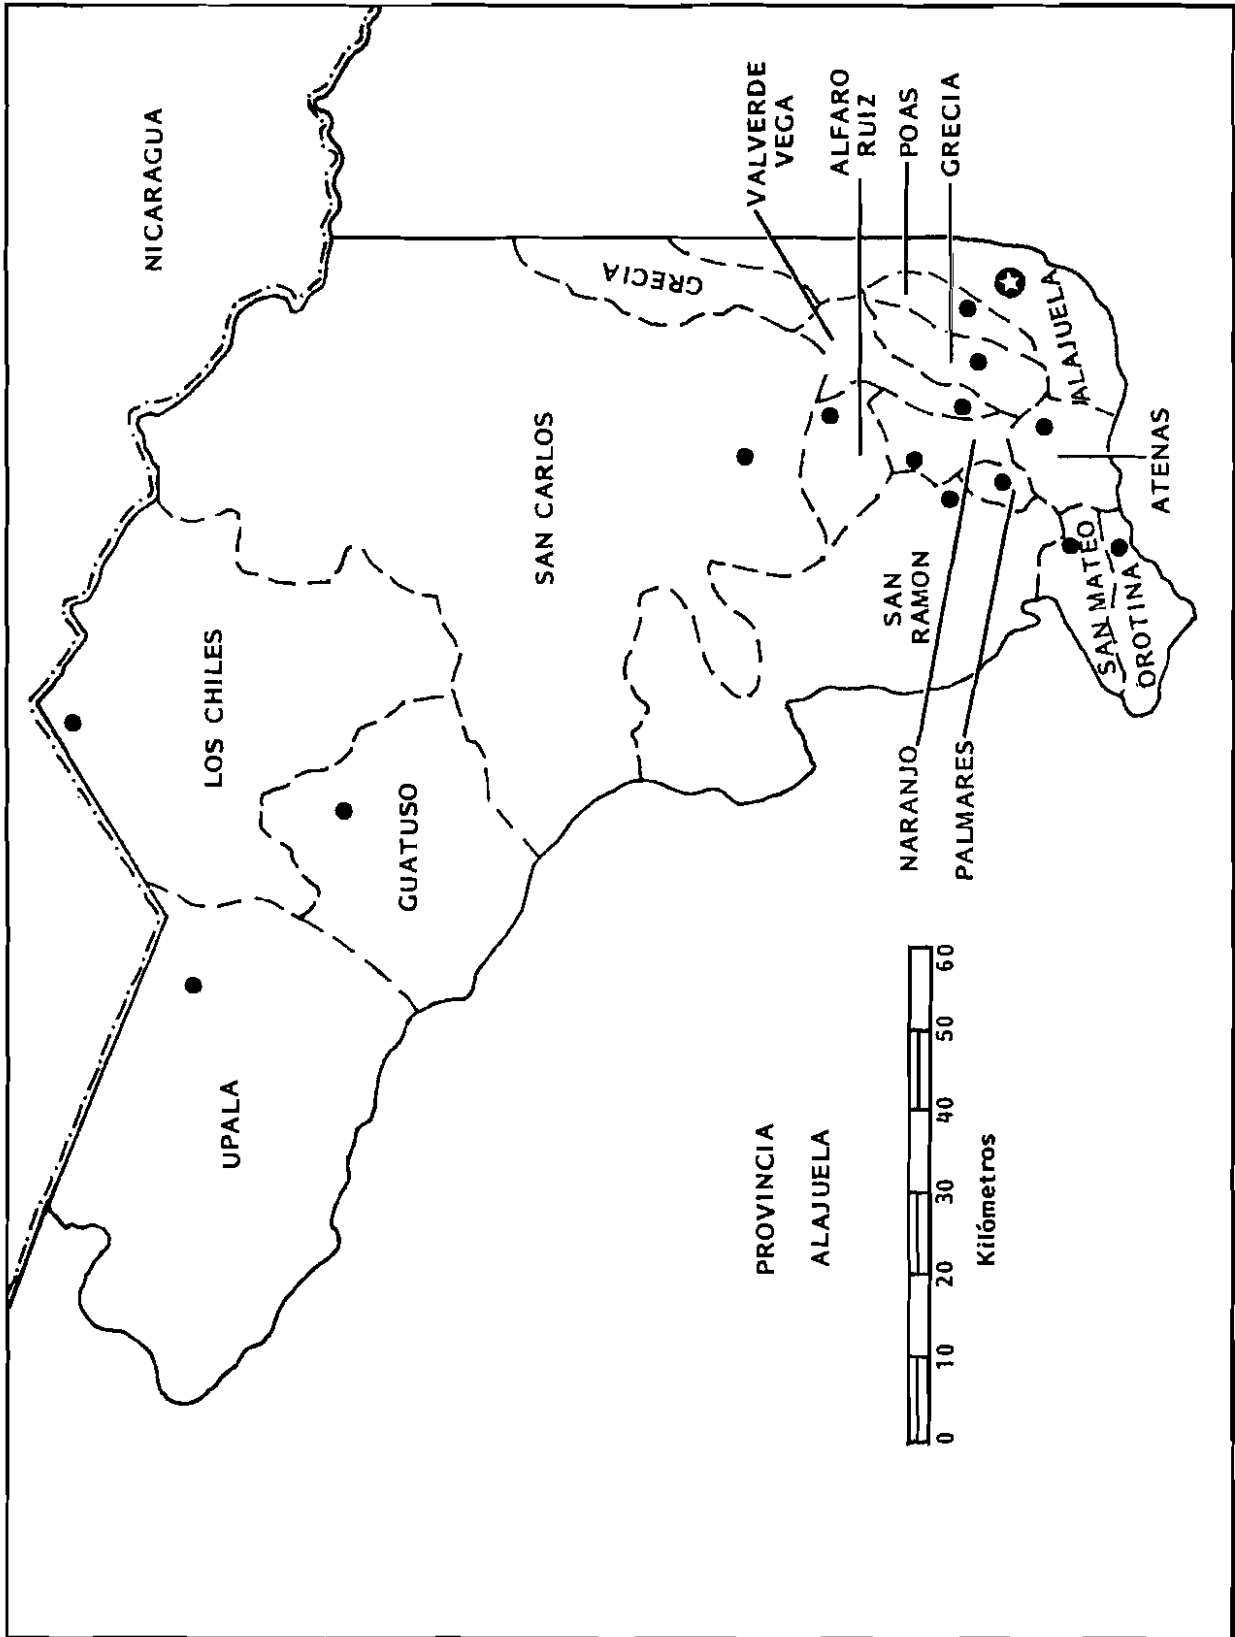 NICARAGUA
VALVERDE
VEGA
ALFARO
RUIZ
POAS
GRECIA
GRECIA
ALAJUELA
ATENAS
SAN CARLOS
LOS CHILES
GUATUSO
UPALA
SAN
RAMON
SAN MATEO
OROTINA
NARANJO
PALMARES
PROVINCIA
ALAJUELA
0 10 20 30 40 50 60
Kilómetros